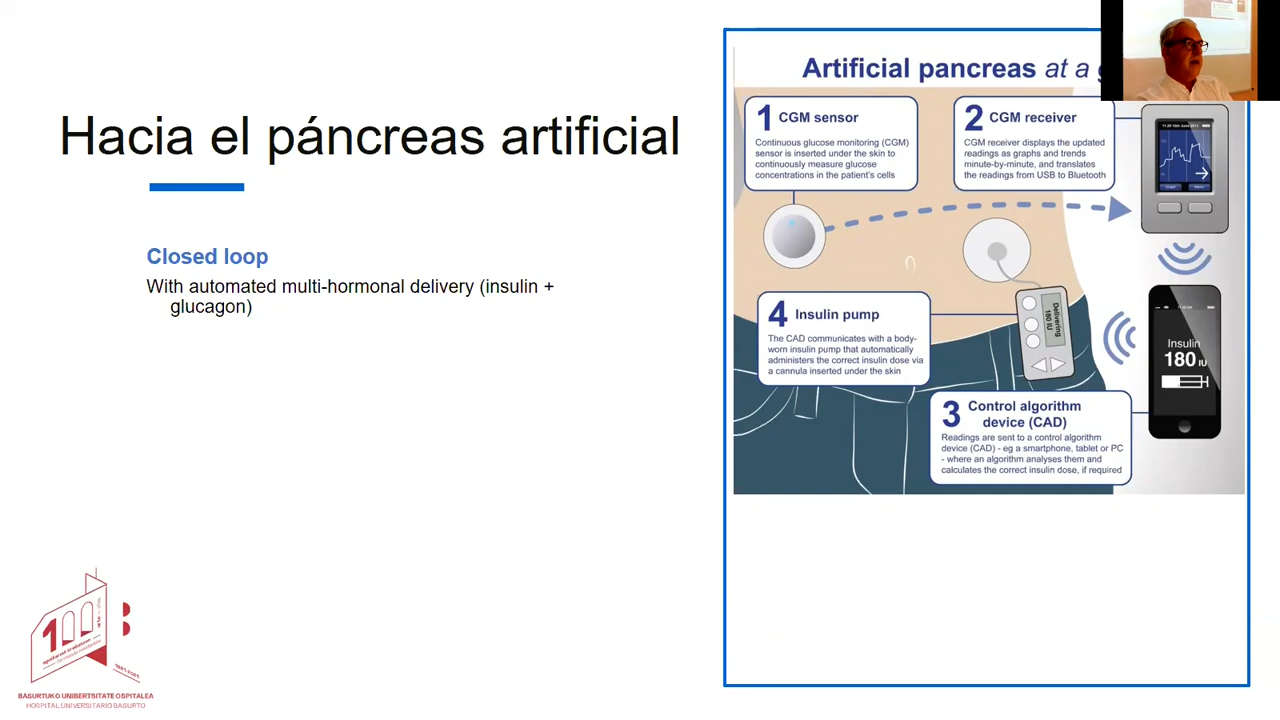 Hacia el páncreas artificial
Closed loop
With automated multi-hormonal delivery (insulin +
glucagon)
Artificial pancreas at a
1 CGM sensor
Continuous glucose monitoring (CGM)
sensor is inserted under the skin to
continuously measure glucose
concentrations in the patient's cells
2 CGM receiver
CGM receiver displays the updated
readings as graphs and trends
minute-by-minute, and translates
the readings from USB to Bluetooth
4 Insulin pump
The CAD communicates with a body-
worn insulin pump that automatically
administers the correct insulin dose via
a cannula inserted under the skin
Delivering
180 IU
Insulin
180 IU
3 Control algorithm
device (CAD)
Readings are sent to a control algorithm
device (CAD) - eg a smartphone, tablet or PC
- where an algorithm analyses them and
calculates the correct insulin dose, if required
100
B
BASURTUKO UNIBERTSITATE OSPITALEA
HOSPITAL UNIVERSITARIO BASURTO